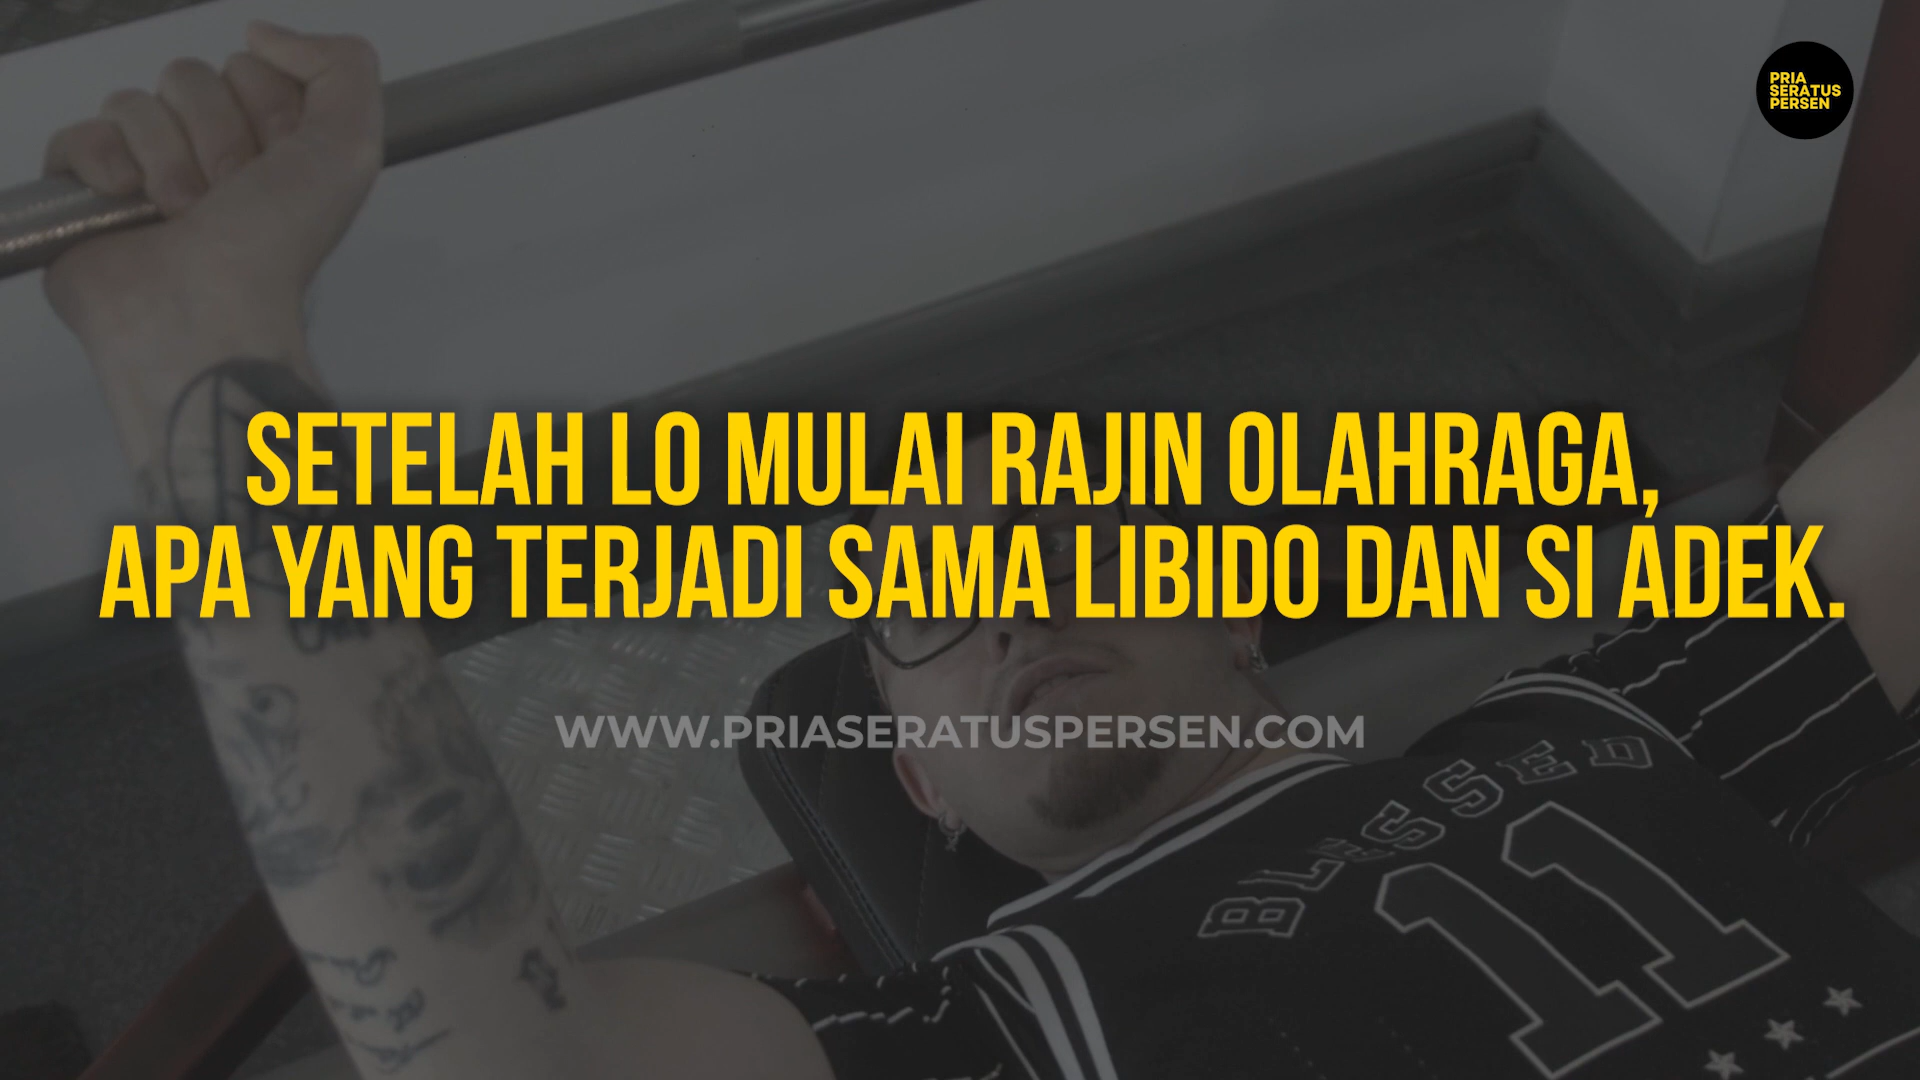 PRIA
SERATUS
PERSEN
SETELAH LO MULAI RAJIN OLAHRAGA,
APA YANG TERJADI SAMA LIBIDO DAN SI ADEK.
WWW.PRIASERATUSPERSEN.COM
BLESSED
11